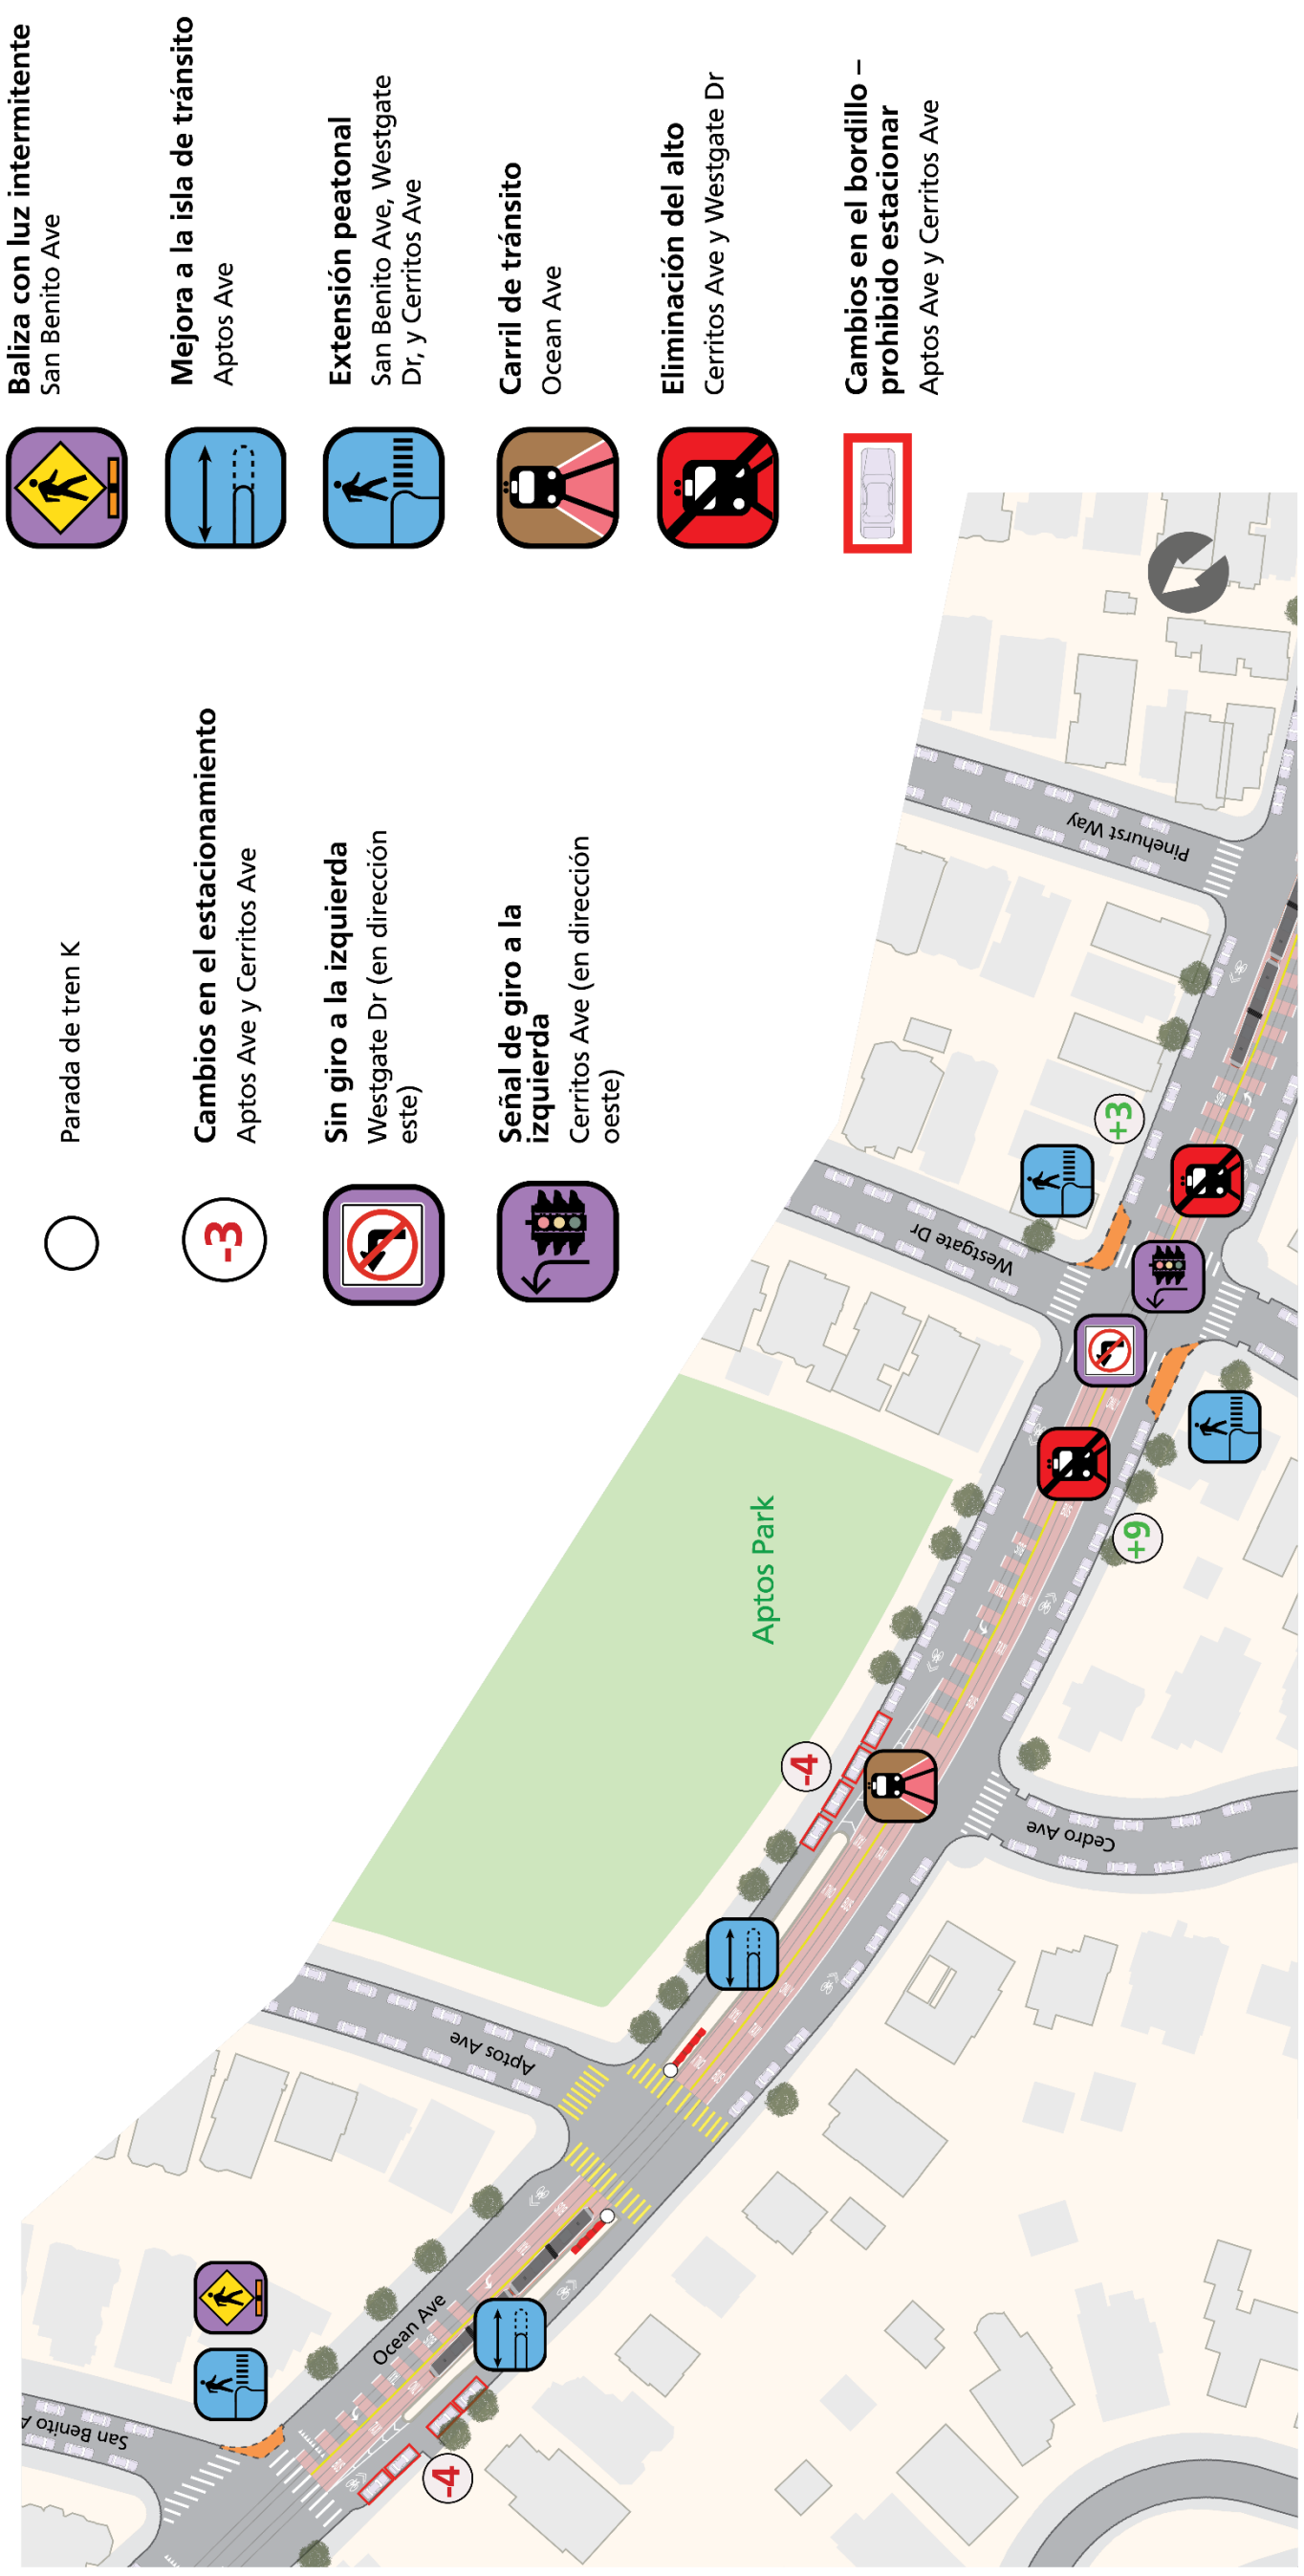 Baliza con luz intermitente
San Benito Ave
Mejora a la isla de tránsito
Aptos Ave
Extensión peatonal
San Benito Ave, Westgate
Dr, y Cerritos Ave
Carril de tránsito
Ocean Ave
Eliminación del alto
Cerritos Ave y Westgate Dr
Cambios en el bordillo –
prohibido estacionar
Aptos Ave y Cerritos Ave
Parada de tren K
-3
Cambios en el estacionamiento
Aptos Ave y Cerritos Ave
Sin giro a la izquierda
Westgate Dr (en dirección
este)
Señal de giro a la
izquierda
Cerritos Ave (en dirección
oeste)
San Benito A
Ocean Ave
-4
Aptos Ave
Aptos Park
-4
Cedro Ave
+9
Westgate Dr
+3
Pinehurst Way